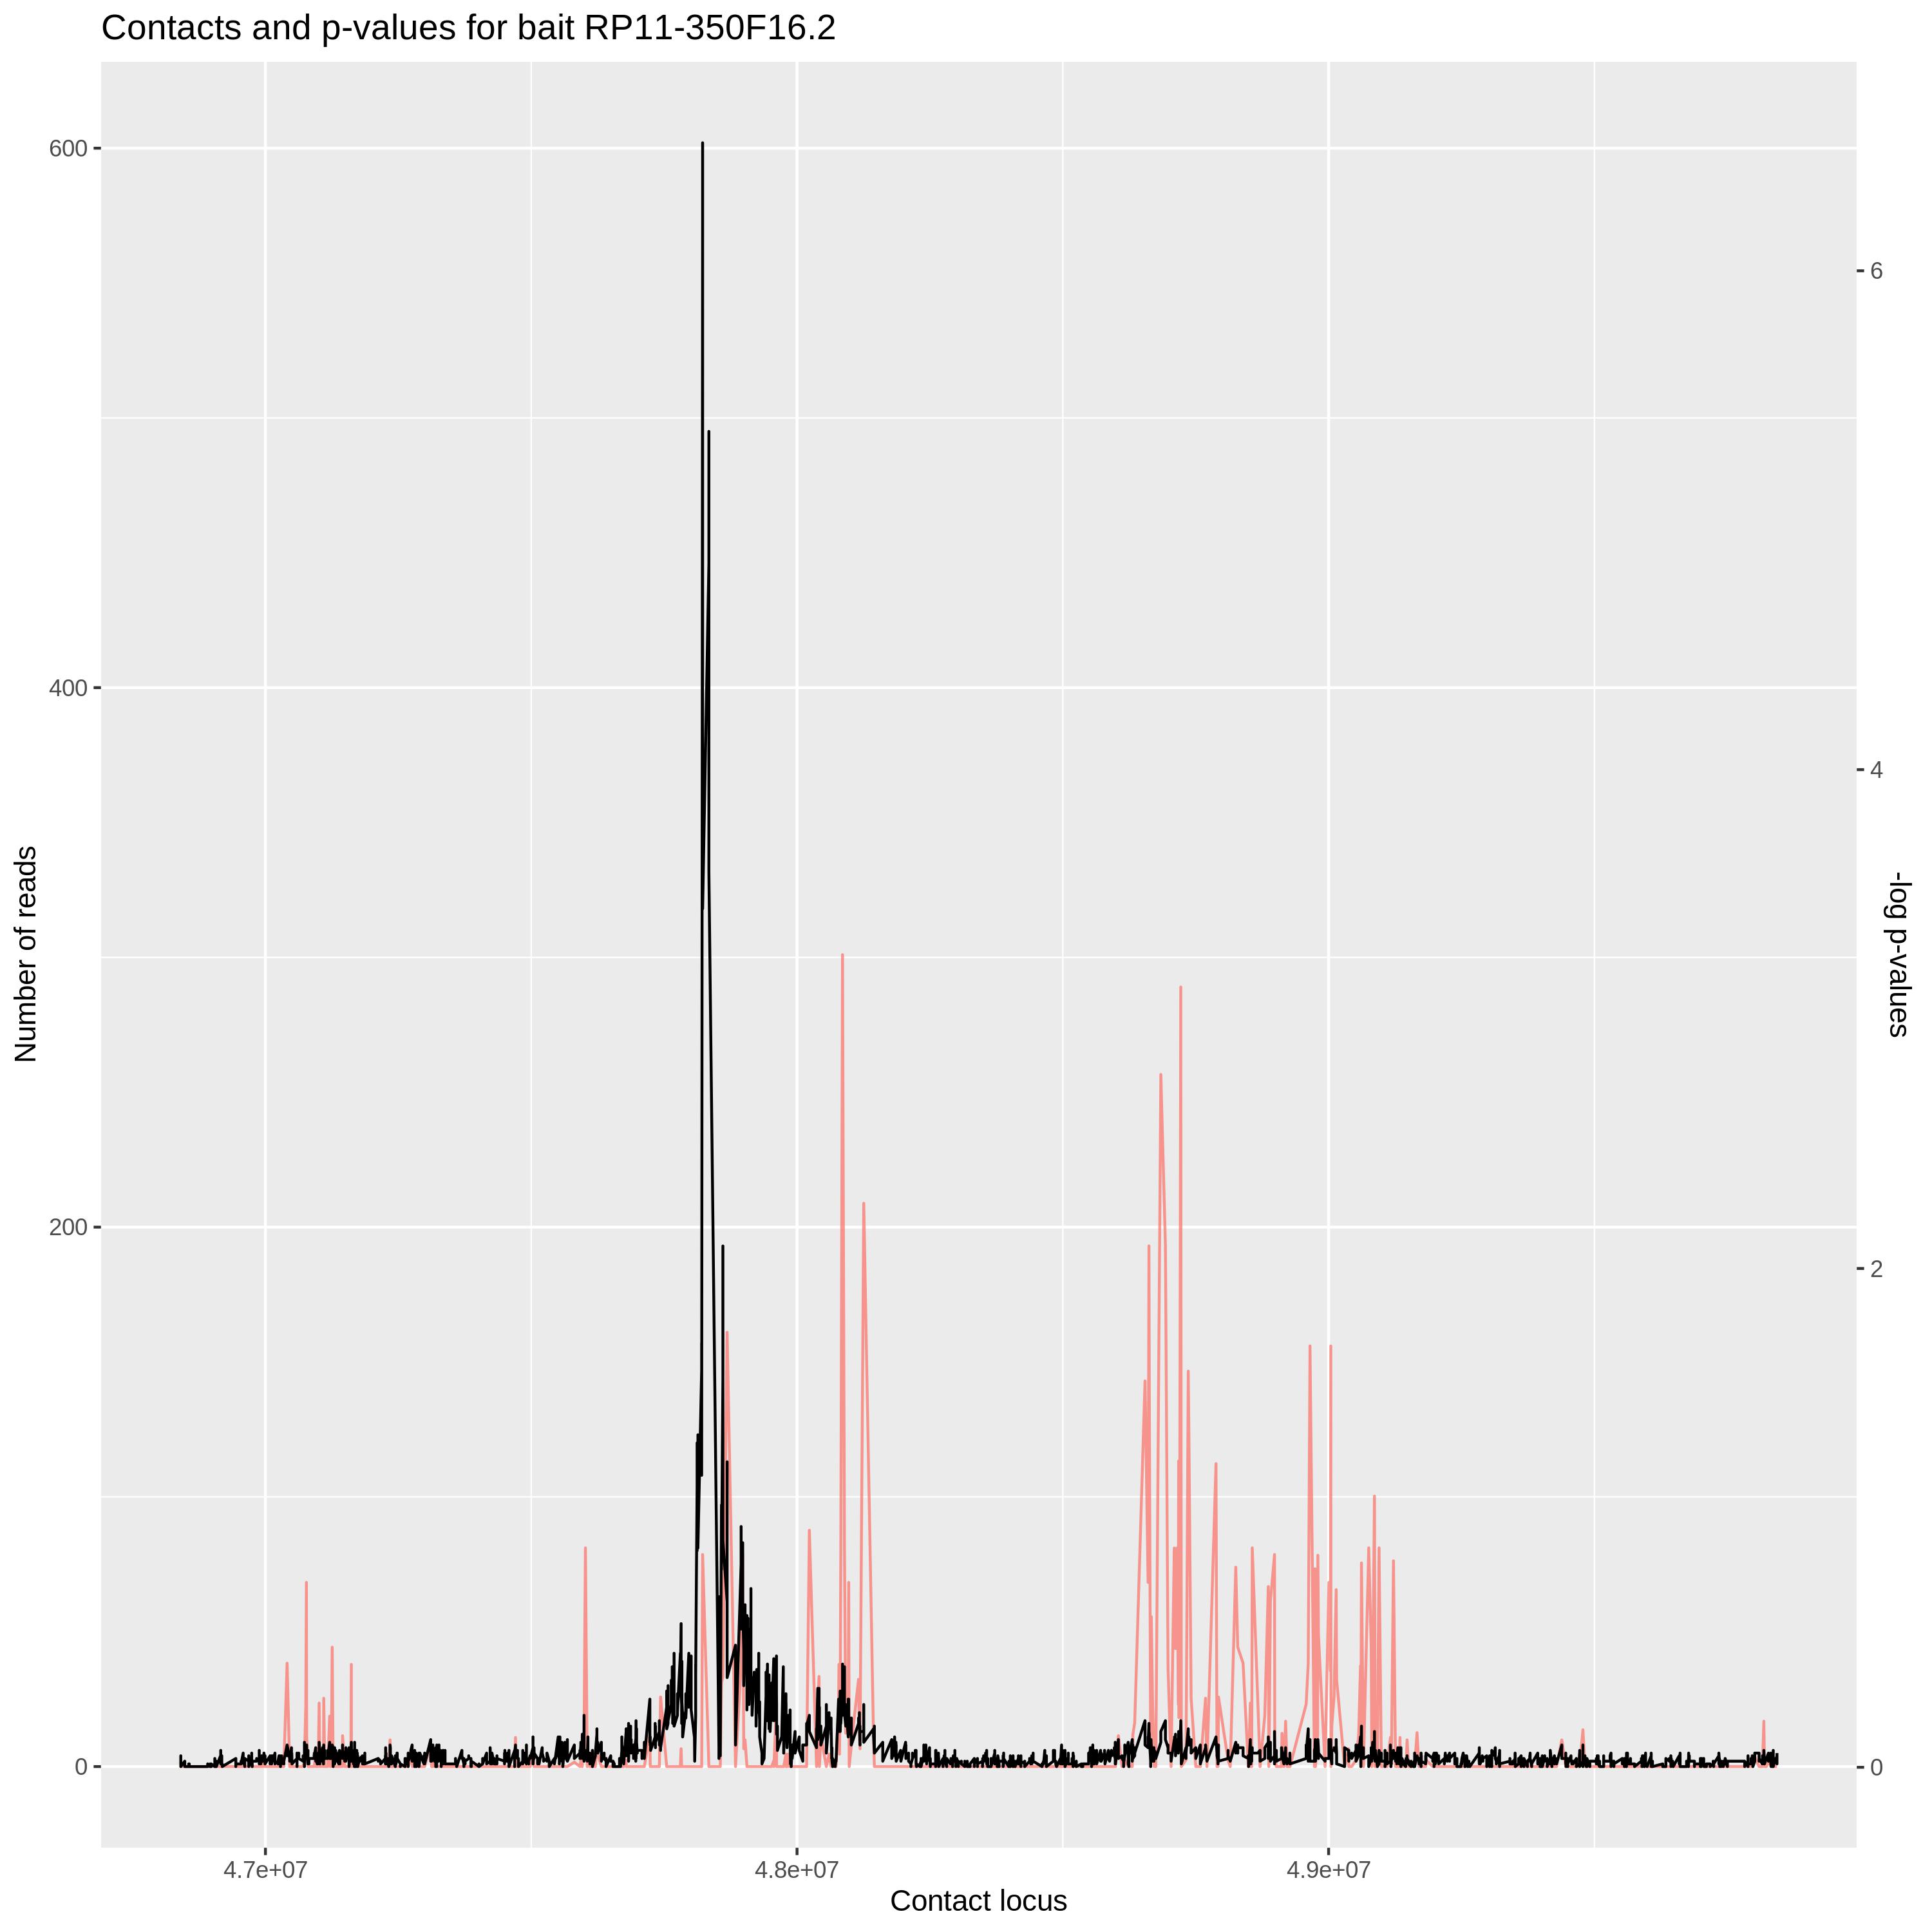 Contacts and p-values for bait RP11-350F16.2
600
400
200
0
Number of reads
6
4
2
0
-log p-values
4.7e+07
4.8e+07
4.9e+07
Contact locus